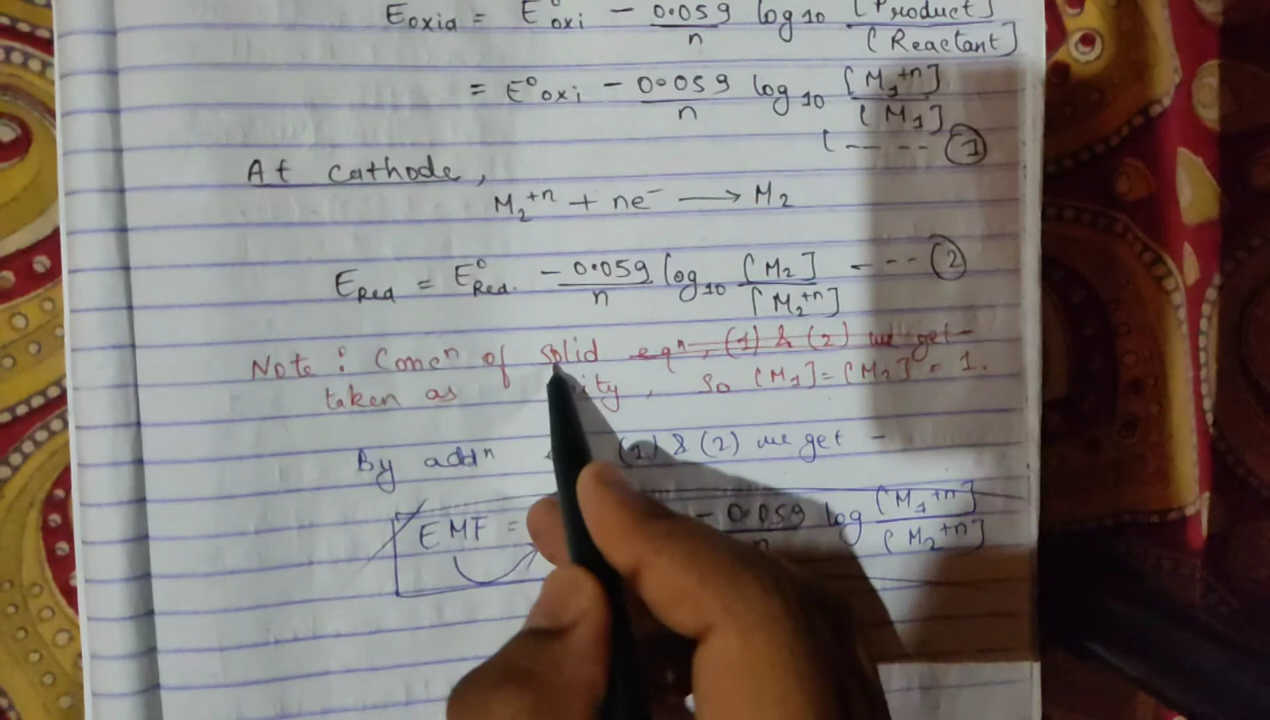 Eoxia = E°oxi - 0.059/n log10 [Product]/[Reactant]
= E°oxi - 0.059/n log10 [M1+n]/[M1]
----- (1)
At cathode,
M2+n + ne- → M2
ERed = E°Red. - 0.059/n log10 [M2]/[M2+n] ---- (2)
Note : Concn of solid eqn, (1) & (2) we get -
taken as , So [M1] = [M2] = 1.
By addn (1) & (2) we get -
EMF = - 0.059/n log [M1+n]/[M2+n]